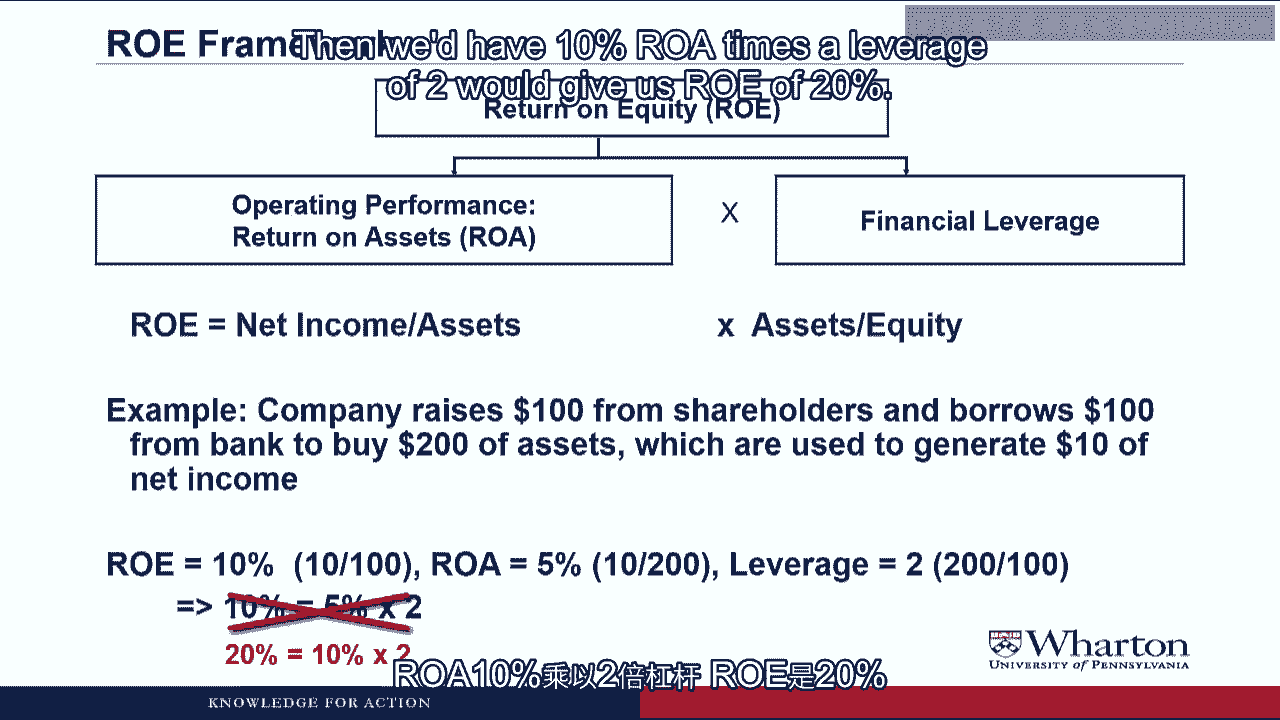 ROE Framework
Then we'd have 10% ROA times a leverage
of 2 would give us ROE of 20%.
Return on Equity (ROE)
Operating Performance:
Return on Assets (ROA)
X
Financial Leverage
ROE = Net Income/Assets x Assets/Equity
Example: Company raises $100 from shareholders and borrows $100
from bank to buy $200 of assets, which are used to generate $10 of
net income
ROE = 10% (10/100), ROA = 5% (10/200), Leverage = 2 (200/100)
=> 10% = 5% x 2
20% = 10% x 2
ROA10%乘以2倍杠杆 ROE是20%
Wharton
UNIVERSITY of PENNSYLVANIA
KNOWLEDGE FOR ACTION